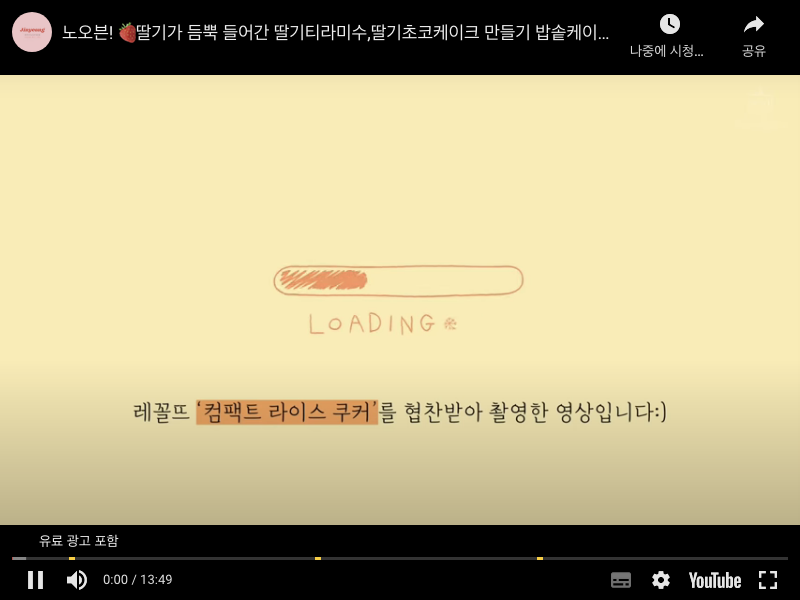 노오븐! 🍓딸기가 듬뿍 들어간 딸기티라미수,딸기초코케이크 만들기 밥솥케이...
나중에 시청...
공유
LOADING
레꼴뜨 ‘컴팩트 라이스 쿠커’를 협찬받아 촬영한 영상입니다:)
유료 광고 포함
0:00 / 13:49
YouTube